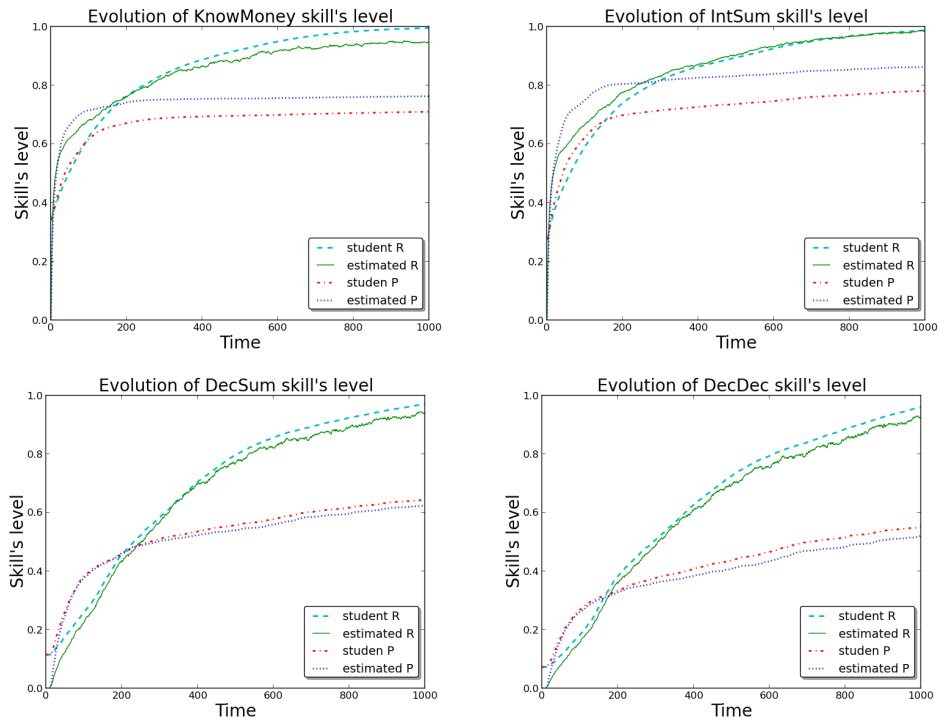 Evolution of KnowMoney skill's level
Skill's level
1.0
0.8
0.6
0.4
0.2
0.0
0
200
400
600
800
1000
Time
student R
estimated R
studen P
estimated P
Evolution of IntSum skill's level
Skill's level
1.0
0.8
0.6
0.4
0.2
0.0
0
200
400
600
800
1000
Time
student R
estimated R
studen P
estimated P
Evolution of DecSum skill's level
Skill's level
1.0
0.8
0.6
0.4
0.2
0.0
0
200
400
600
800
1000
Time
student R
estimated R
studen P
estimated P
Evolution of DecDec skill's level
Skill's level
1.0
0.8
0.6
0.4
0.2
0.0
0
200
400
600
800
1000
Time
student R
estimated R
studen P
estimated P